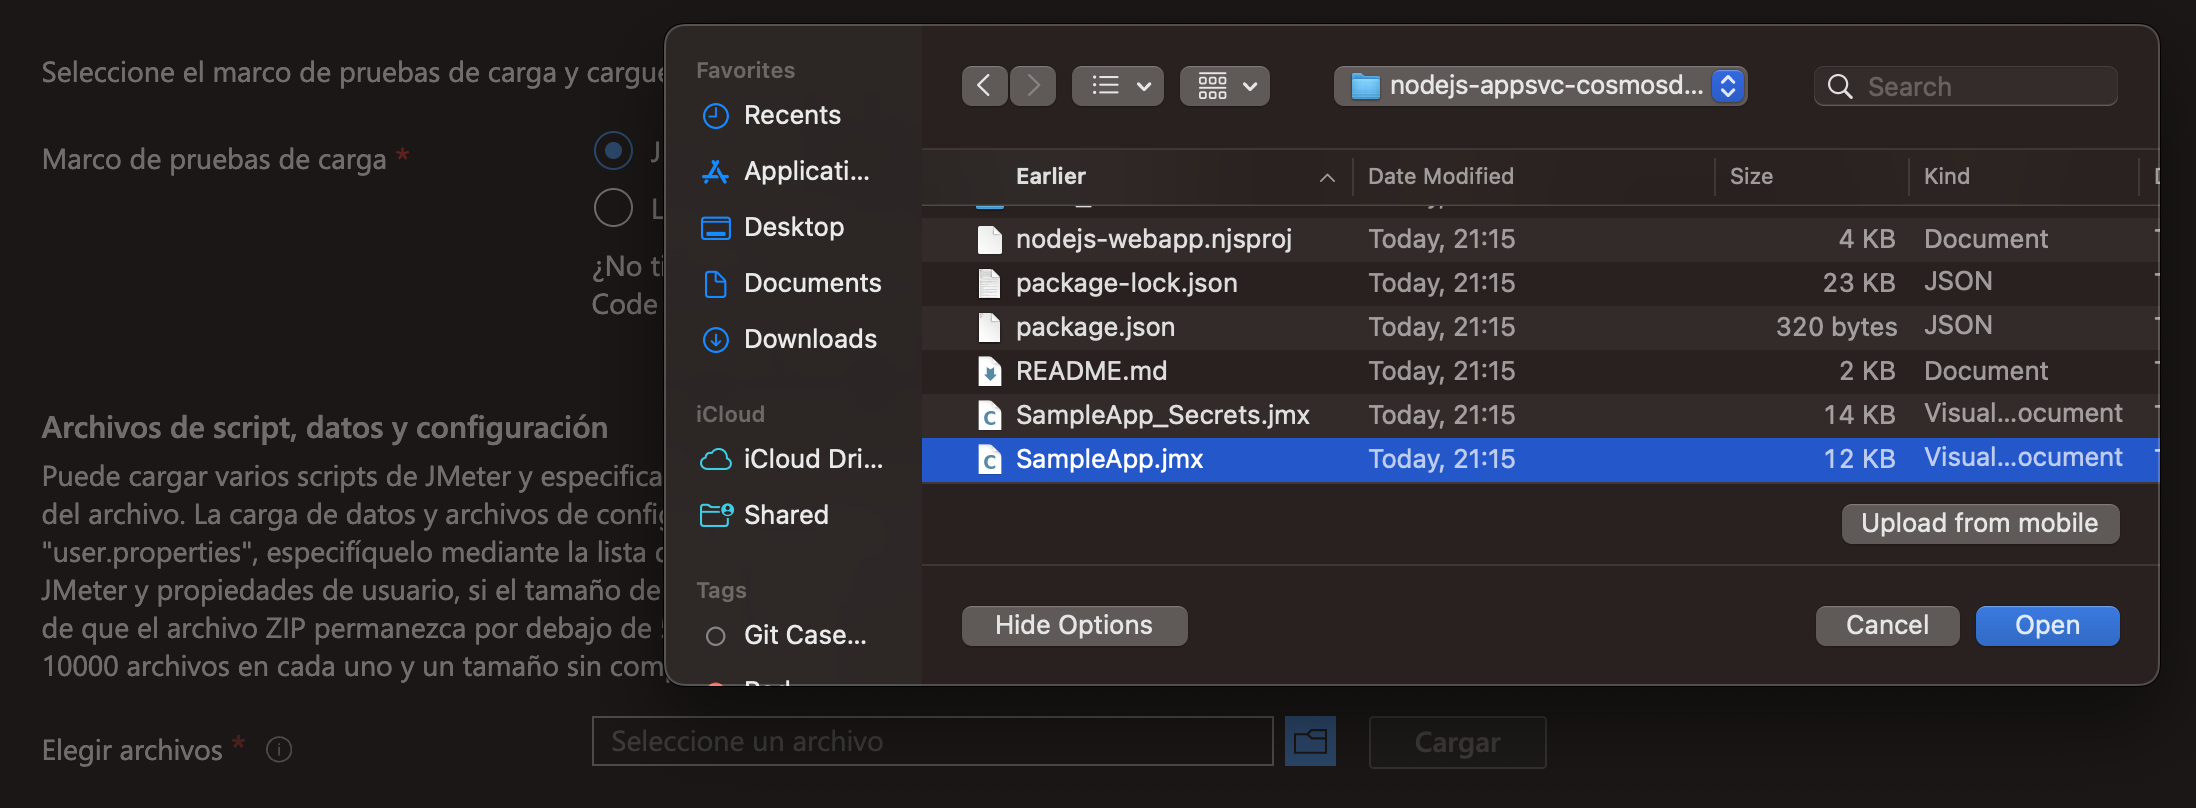 Seleccione el marco de pruebas de carga y cargue
Marco de pruebas de carga *
J
L
¿No ti
Code
Archivos de script, datos y configuración
Puede cargar varios scripts de JMeter y especifica
del archivo. La carga de datos y archivos de config
"user.properties", especifíquelo mediante la lista
JMeter y propiedades de usuario, si el tamaño de
de que el archivo ZIP permanezca por debajo de
10000 archivos en cada uno y un tamaño sin com
Elegir archivos *
Seleccione un archivo
Cargar
Favorites
Recents
Applicati...
Desktop
Documents
Downloads
iCloud
iCloud Dri...
Shared
Tags
Git Case...
nodejs-appsvc-cosmosd...
Search
Earlier Date Modified Size Kind
nodejs-webapp.njsproj Today, 21:15 4 KB Document
package-lock.json Today, 21:15 23 KB JSON
package.json Today, 21:15 320 bytes JSON
README.md Today, 21:15 2 KB Document
SampleApp_Secrets.jmx Today, 21:15 14 KB Visual...ocument
SampleApp.jmx Today, 21:15 12 KB Visual...ocument
Upload from mobile
Hide Options
Cancel
Open